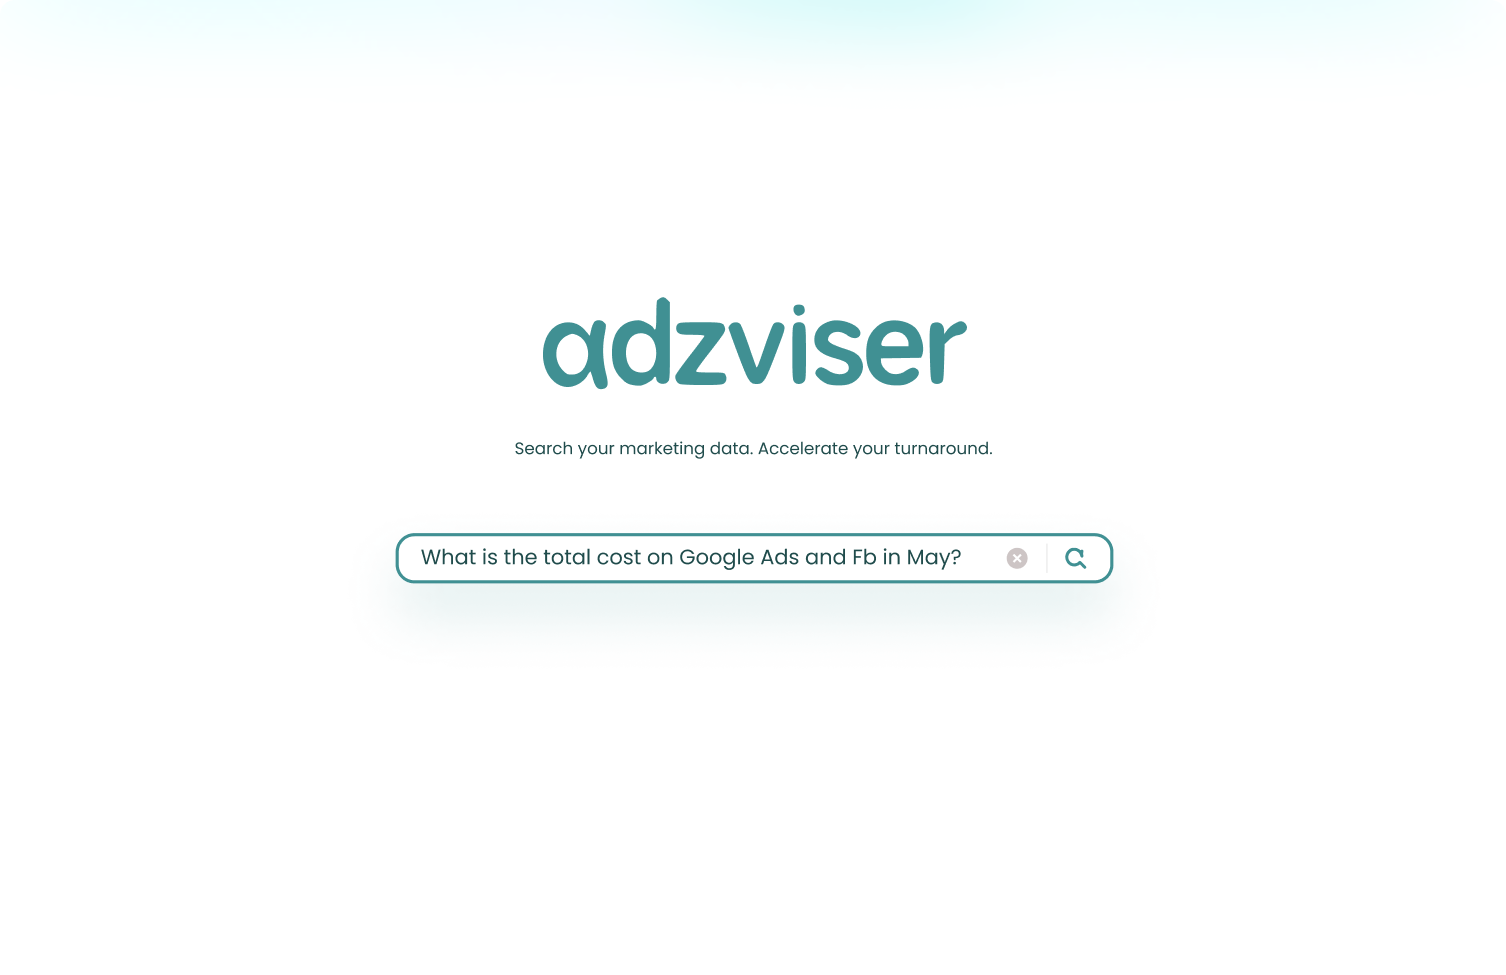 adzviser
Search your marketing data. Accelerate your turnaround.
What is the total cost on Google Ads and Fb in May?